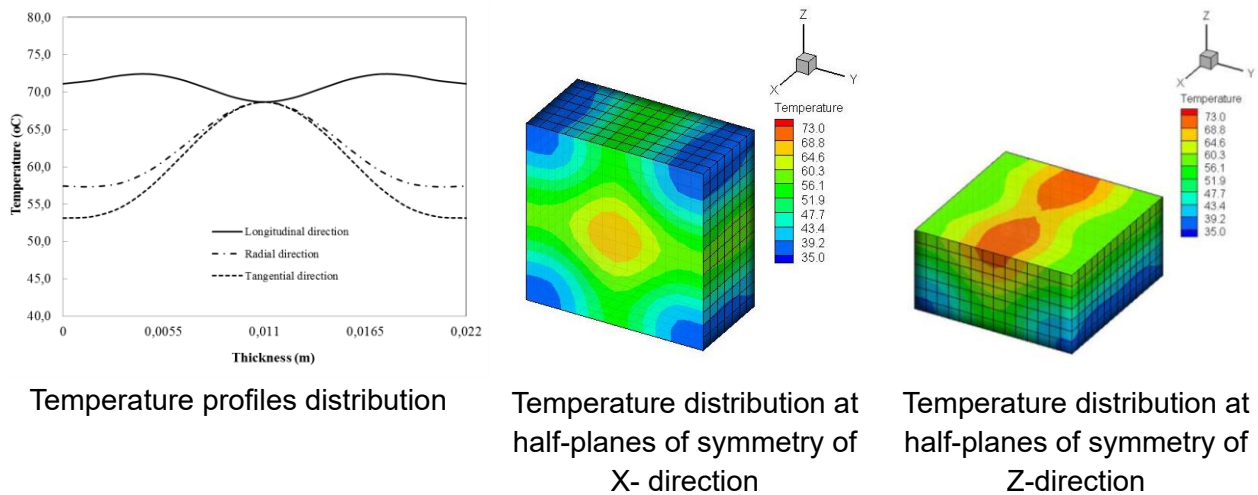 80,0
75,0
70,0
65,0
60,0
55,0
50,0
45,0
40,0
Temperature (oC)
Longitudinal direction
Radial direction
Tangential direction
0
0,0055
0,011
0,0165
0,022
Thickness (m)
Temperature profiles distribution
Z
X
Y
Temperature
73.0
68.8
64.6
60.3
56.1
51.9
47.7
43.4
39.2
35.0
Temperature distribution at
half-planes of symmetry of
X- direction
Z
X
Y
Temperature
73.0
68.8
64.6
60.3
56.1
51.9
47.7
43.4
39.2
35.0
Temperature distribution at
half-planes of symmetry of
Z-direction